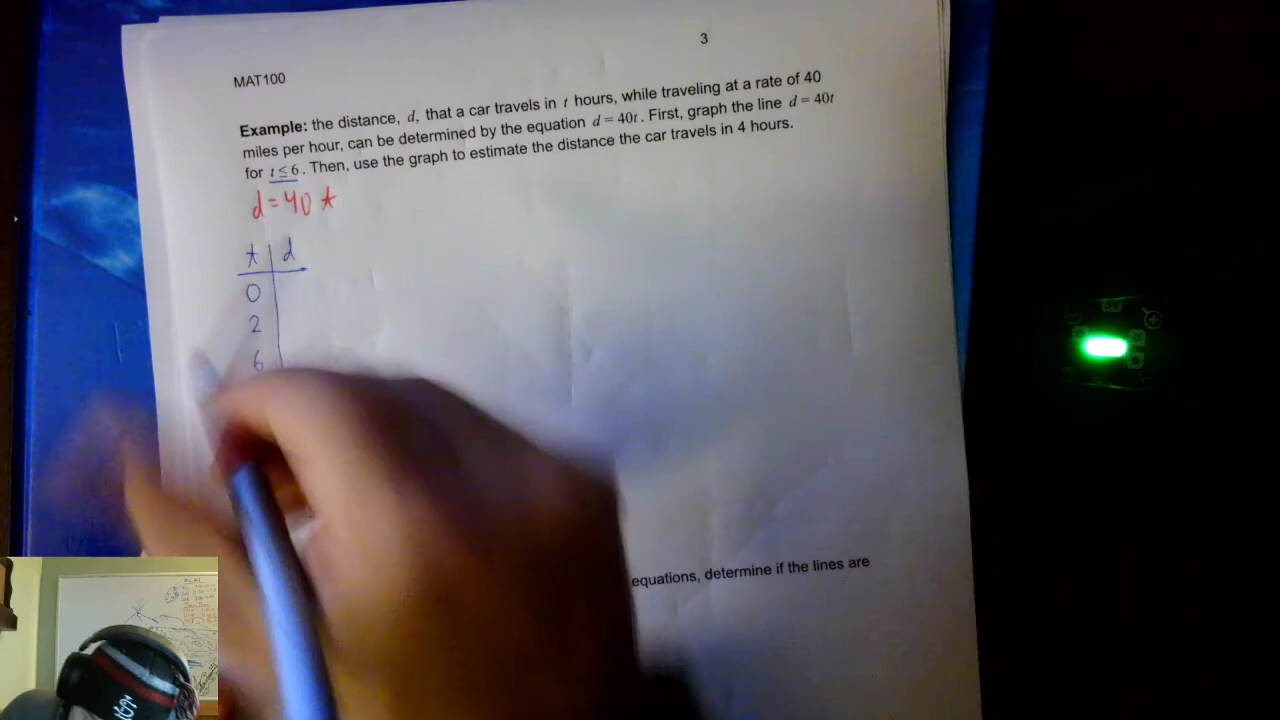 3
MAT100
Example: the distance, d, that a car travels in t hours, while traveling at a rate of 40
miles per hour, can be determined by the equation d = 40t. First, graph the line d = 40t
for t ≤ 6. Then, use the graph to estimate the distance the car travels in 4 hours.
d = 40 t
t d
0
2
6
equations, determine if the lines are